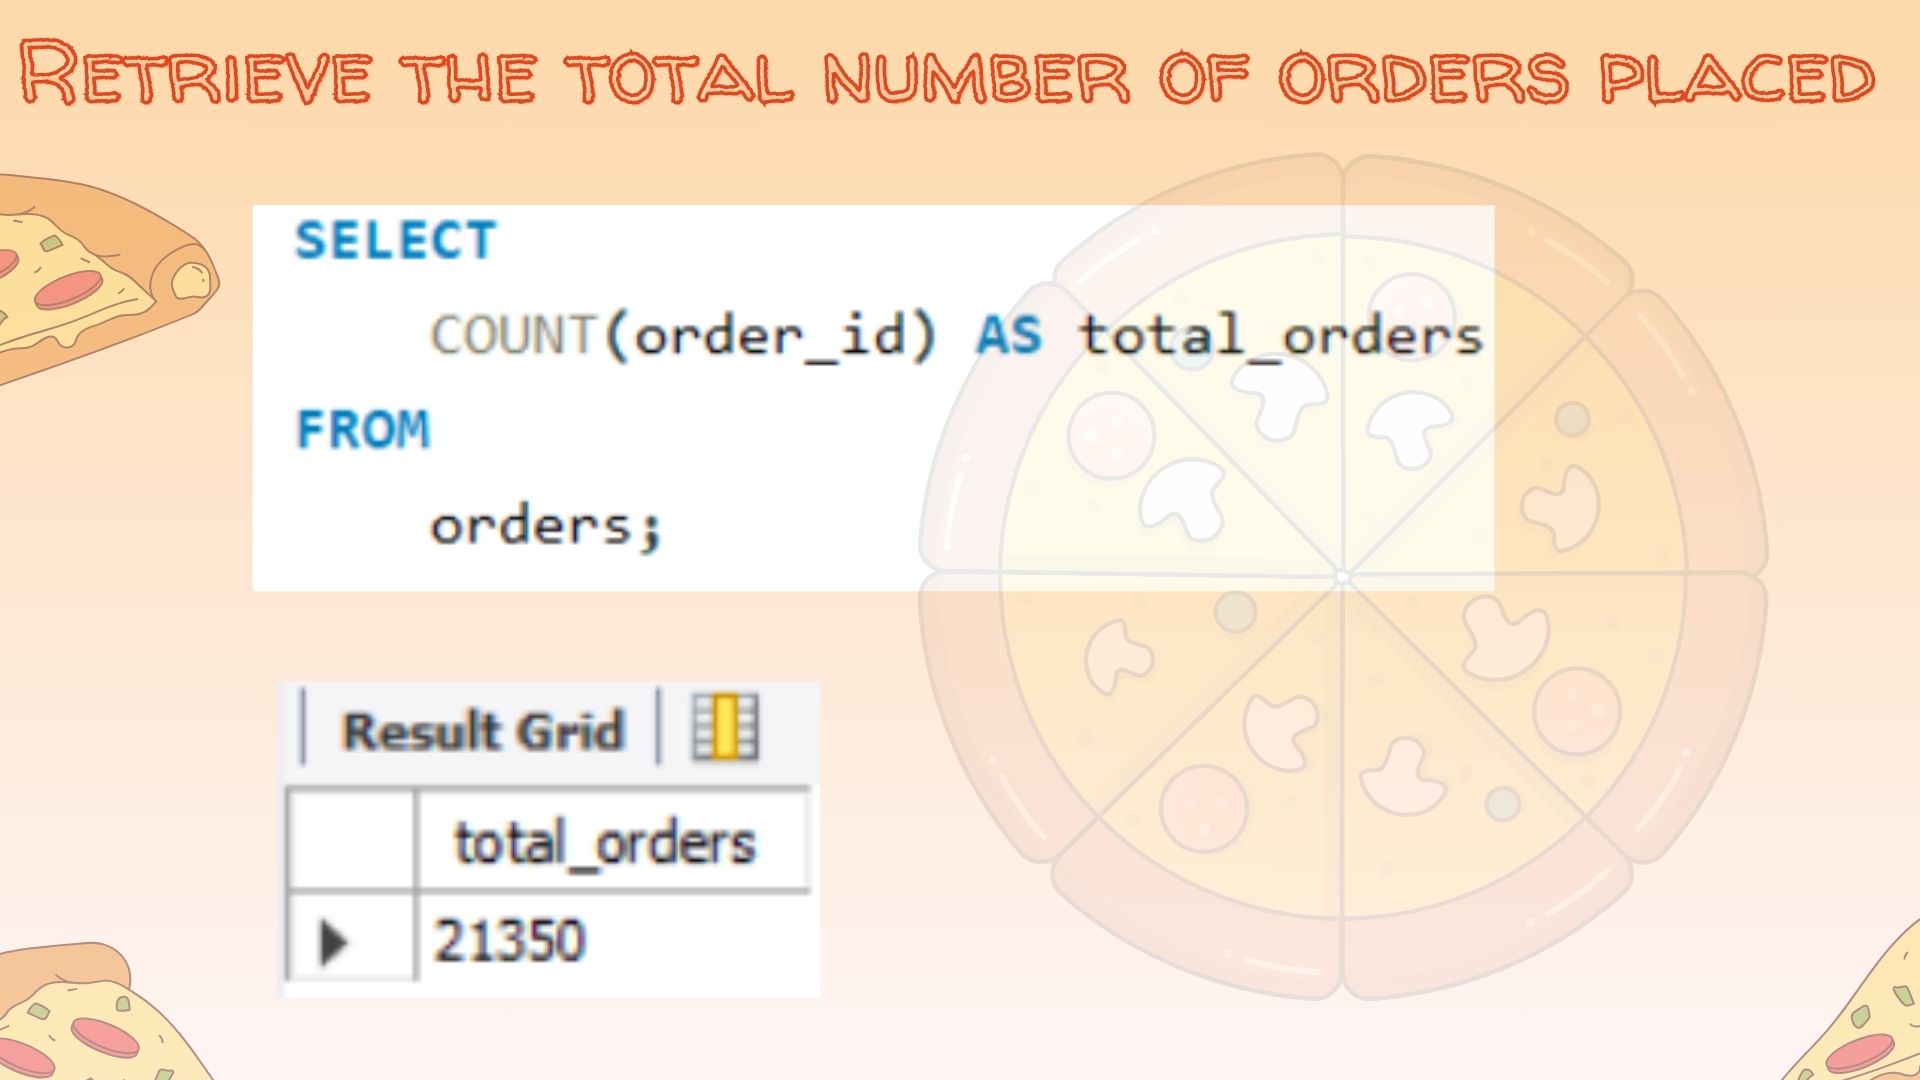 Retrieve the total number of orders placed
SELECT
COUNT(order_id) AS total_orders
FROM
orders;
Result Grid
total_orders
21350